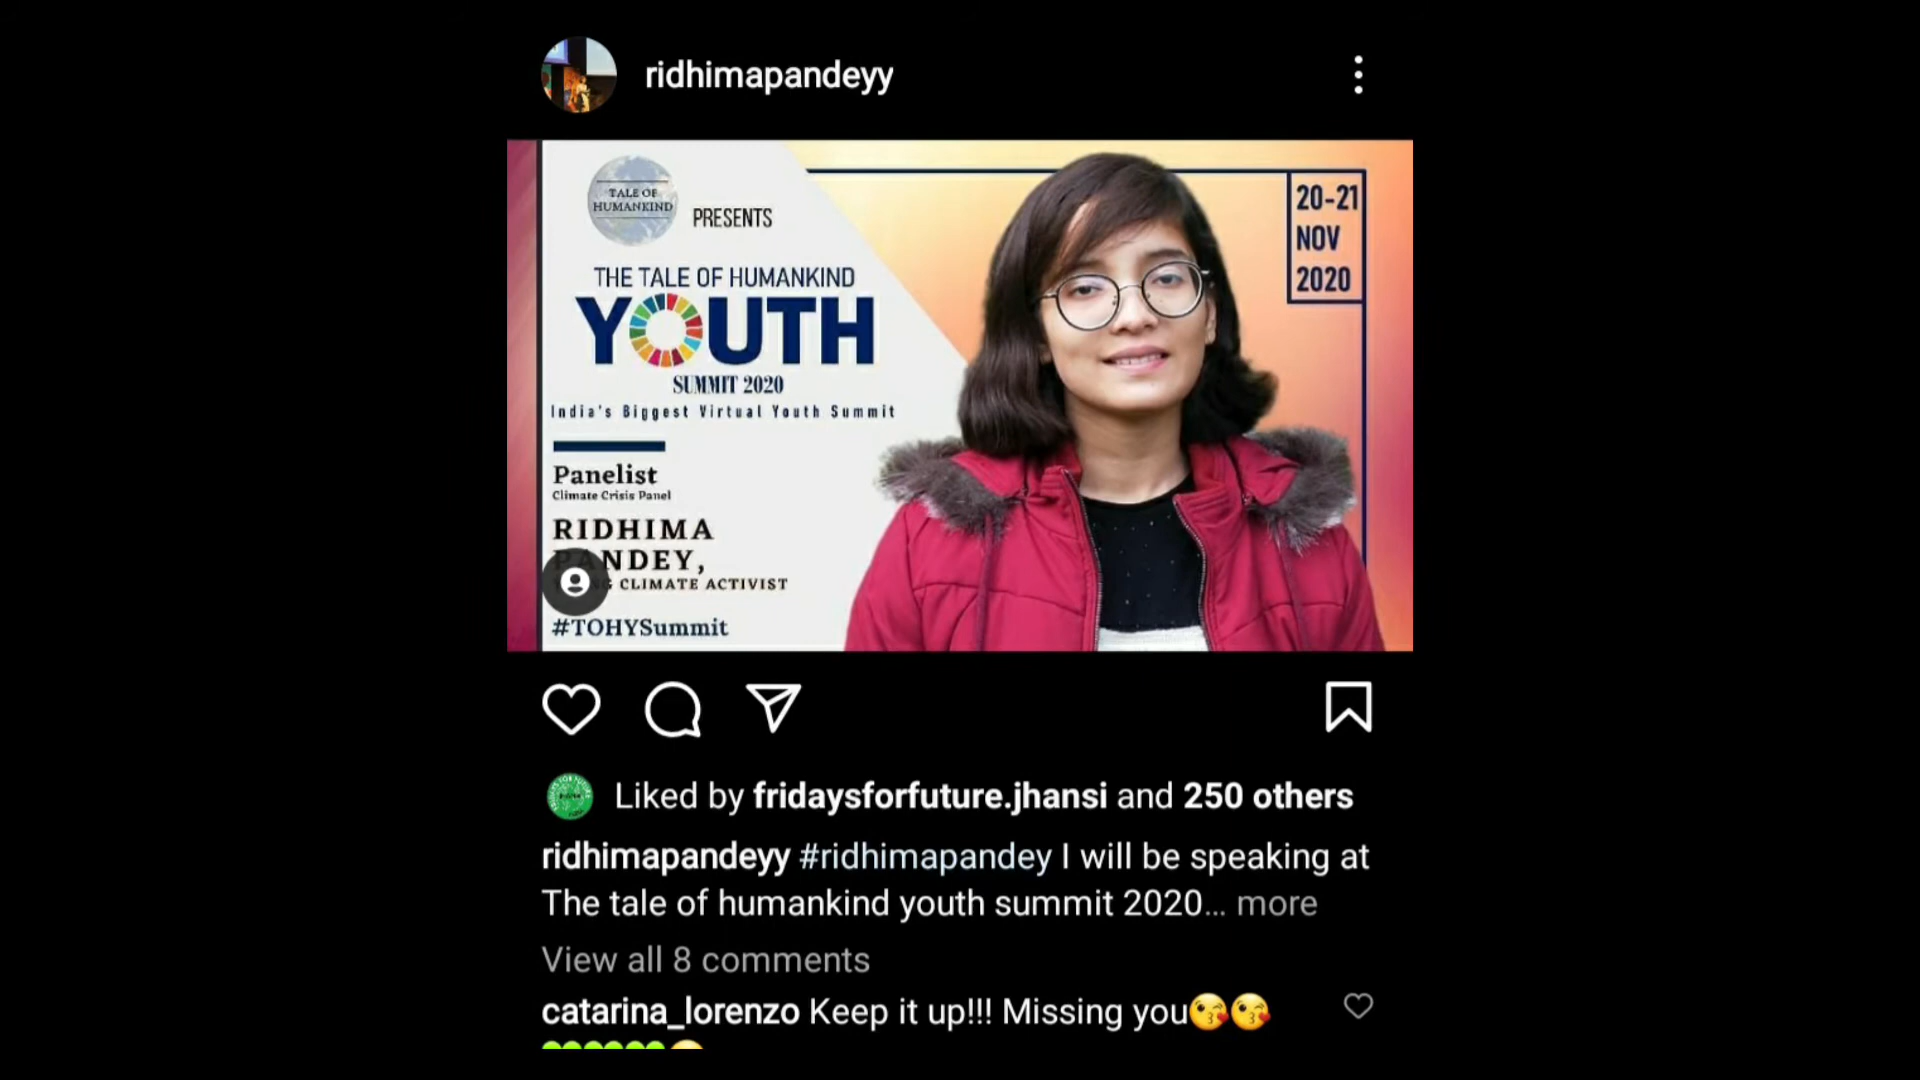 ridhimapandeyy
TALE OF
HUMANKIND
PRESENTS
THE TALE OF HUMANKIND
YOUTH
SUMMIT 2020
India's Biggest Virtual Youth Summit
Panelist
Climate Crisis Panel
RIDHIMA
PANDEY,
CLIMATE ACTIVIST
#TOHYSummit
20-21
NOV
2020
Liked by fridaysforfuture.jhansi and 250 others
ridhimapandeyy #ridhimapandey I will be speaking at
The tale of humankind youth summit 2020... more
View all 8 comments
catarina_lorenzo Keep it up!!! Missing you😘😘